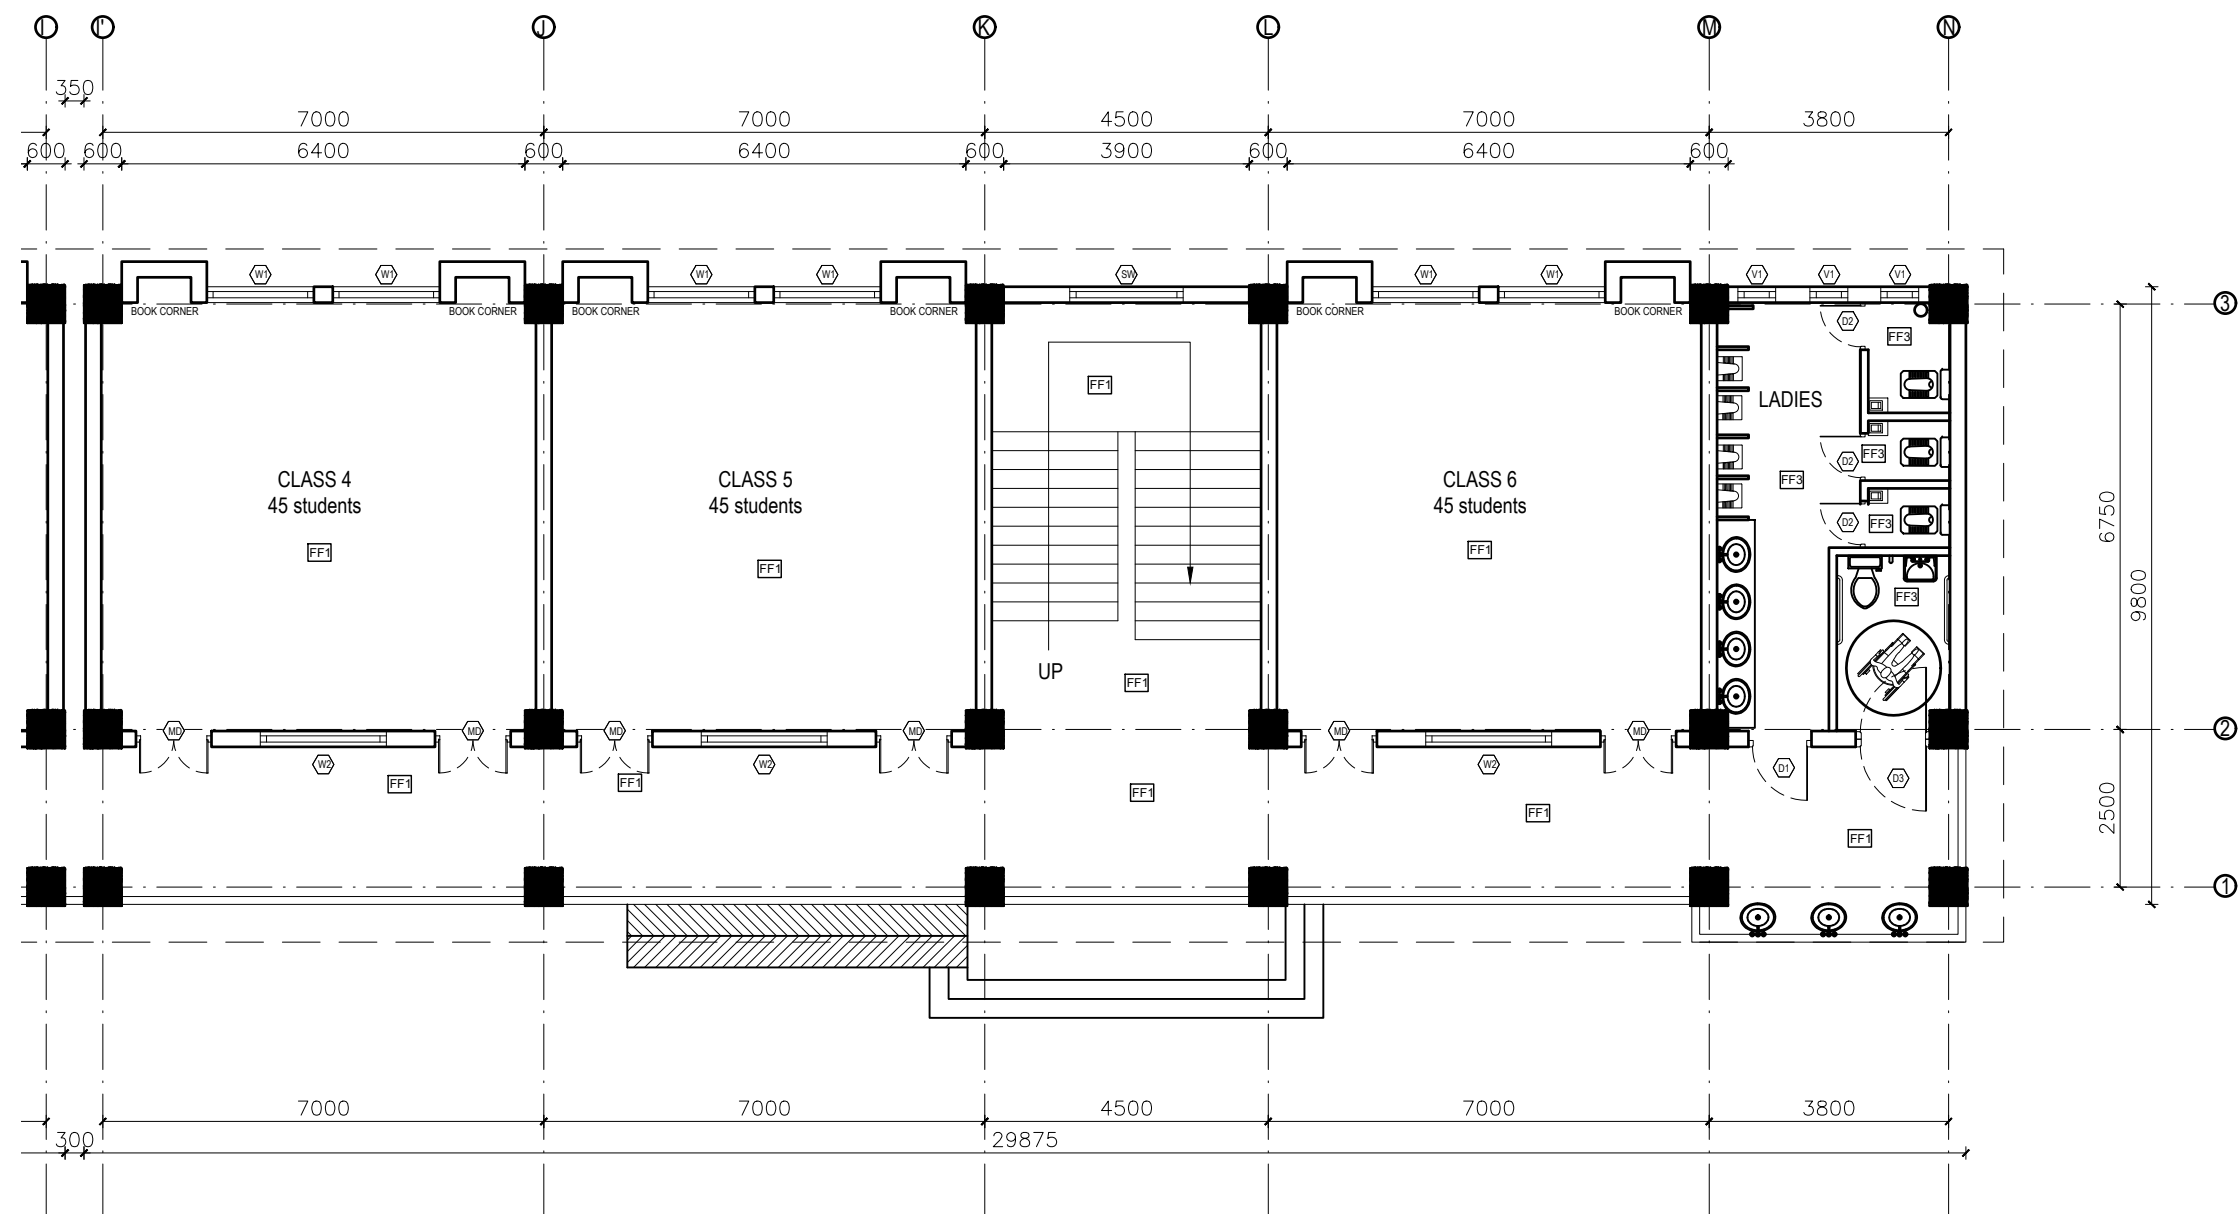 I I' J K L M N
350
7000 7000 4500 7000 3800
600 600 6400 600 6400 600 3900 600 6400 600
W1 W1 W1 W1 SW W1 W1 V1 V1 V1
BOOK CORNER BOOK CORNER BOOK CORNER BOOK CORNER BOOK CORNER BOOK CORNER
3
D2
FF3
FF1
LADIES
CLASS 4
45 students
FF1
CLASS 5
45 students
FF1
CLASS 6
45 students
FF1
D2
FF3
FF3
D2
FF3
FF3
6750
9800
UP
FF1
MD MD MD MD MD MD
2
W2 W2 W2
D1
D3
FF1 FF1 FF1 FF1
FF1
2500
1
7000 7000 4500 7000 3800
300
29875